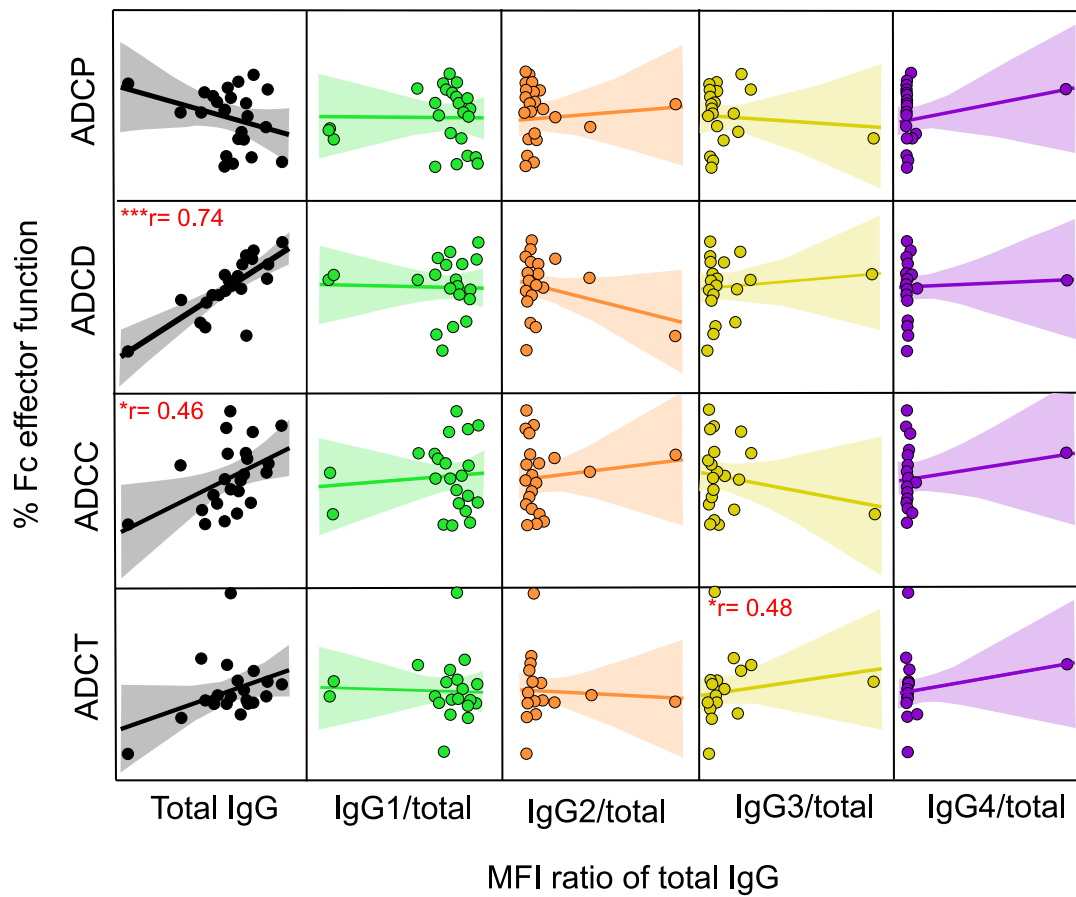 % Fc effector function
ADCP
ADCD
***r= 0.74
ADCC
*r= 0.46
ADCT
*r= 0.48
Total IgG
IgG1/total
IgG2/total
IgG3/total
IgG4/total
MFI ratio of total IgG